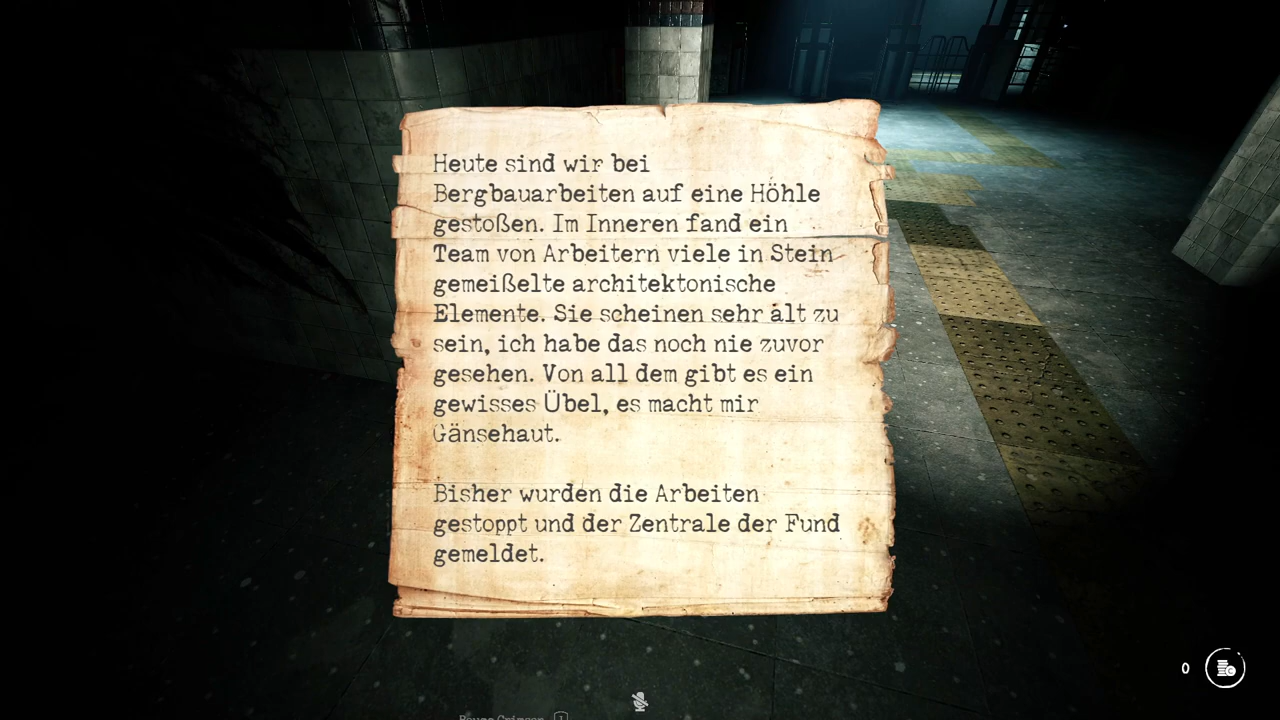 Heute sind wir bei
Bergbauarbeiten auf eine Höhle
gestoßen. Im Inneren fand ein
Team von Arbeitern viele in Stein
gemeißelte architektonische
Elemente. Sie scheinen sehr alt zu
sein, ich habe das noch nie zuvor
gesehen. Von all dem gibt es ein
gewisses Übel, es macht mir
Gänsehaut.
Bisher wurden die Arbeiten
gestoppt und der Zentrale der Fund
gemeldet.
0